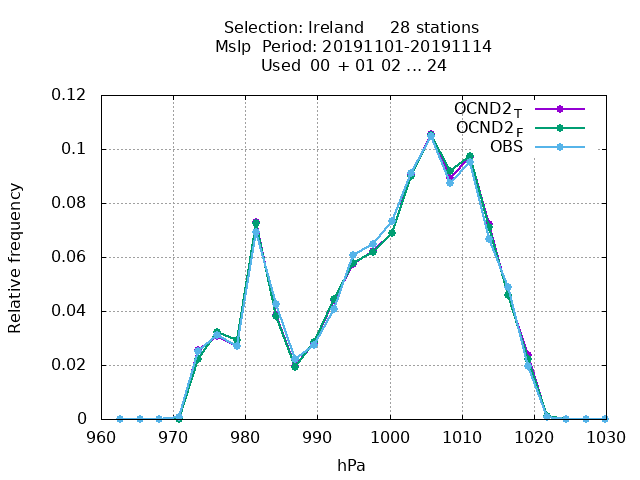 Selection: Ireland 28 stations
Mslp Period: 20191101-20191114
Used 00 + 01 02 ... 24
0.12
0.1
0.08
0.06
0.04
0.02
0
Relative frequency
OCND2 T
OCND2 F
OBS
960 970 980 990 1000 1010 1020 1030
hPa